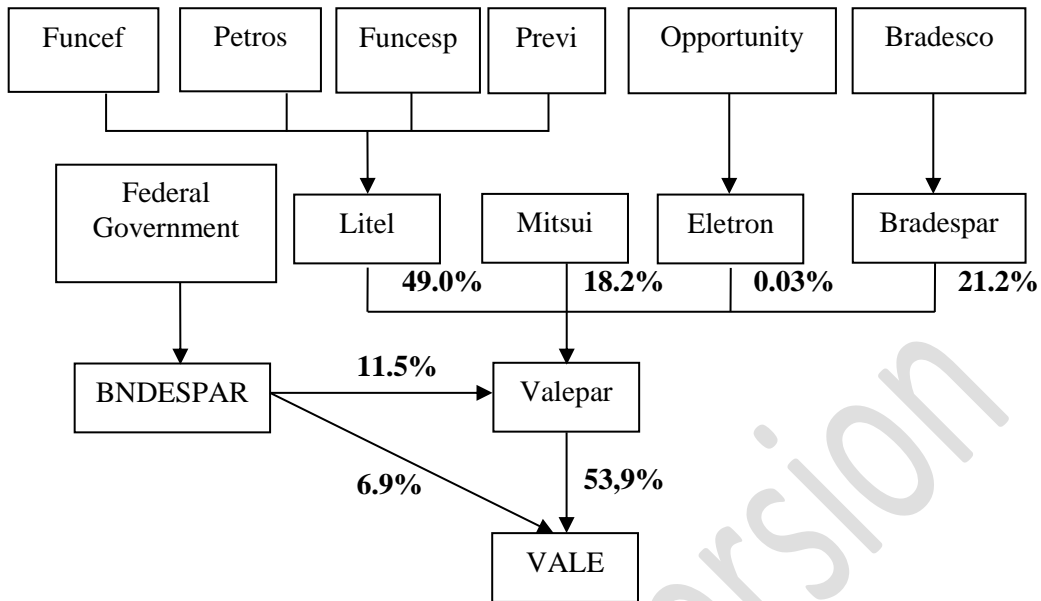 Funcef
Petros
Funcesp
Previ
Opportunity
Bradesco
Federal
Government
Litel
Mitsui
Eletron
Bradespar
49.0%
18.2%
0.03%
21.2%
BNDESPAR
11.5%
Valepar
6.9%
53,9%
VALE